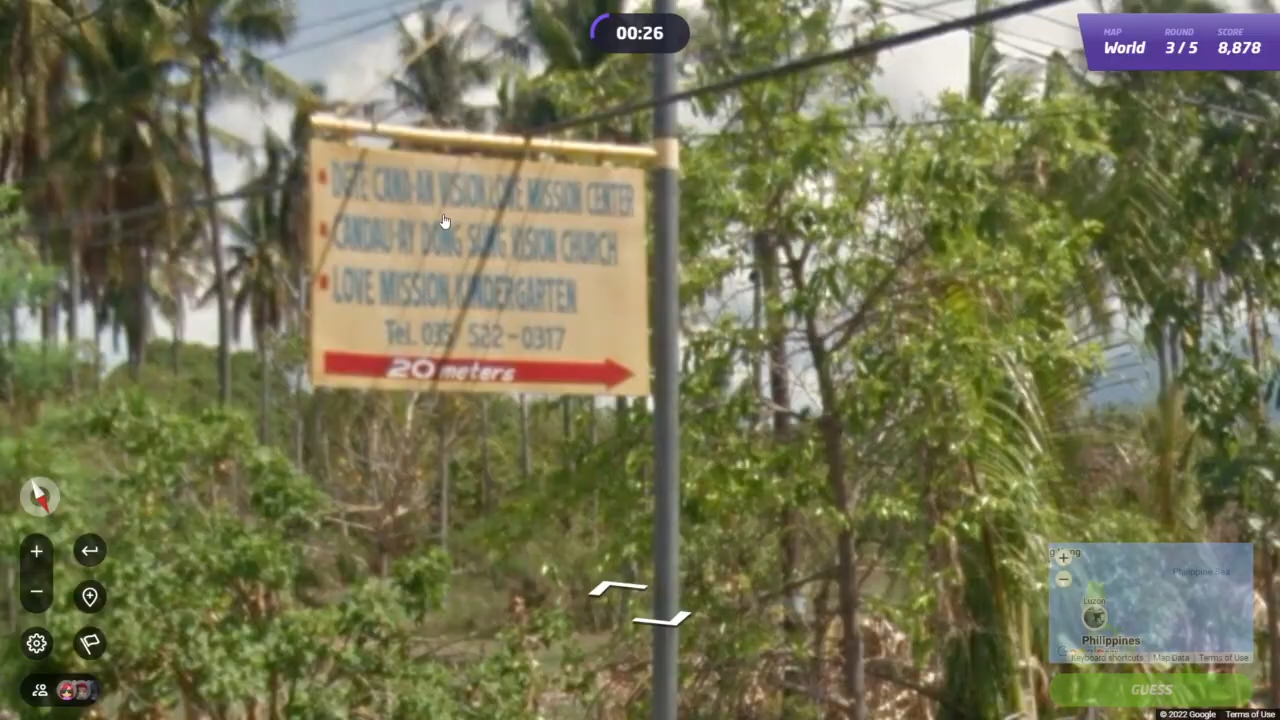 00:26
MAP ROUND SCORE
World 3 / 5 8,878
VISION LOVE MISSION CENTER
CANDAU-AY DONG SUNG VISION CHURCH
LOVE MISSION KINDERGARTEN
Tel. 035 522-0317
20 meters
Philippine Sea
Luzon
Philippines
Keyboard shortcuts Map Data Terms of Use
GUESS
© 2022 Google Terms of Use